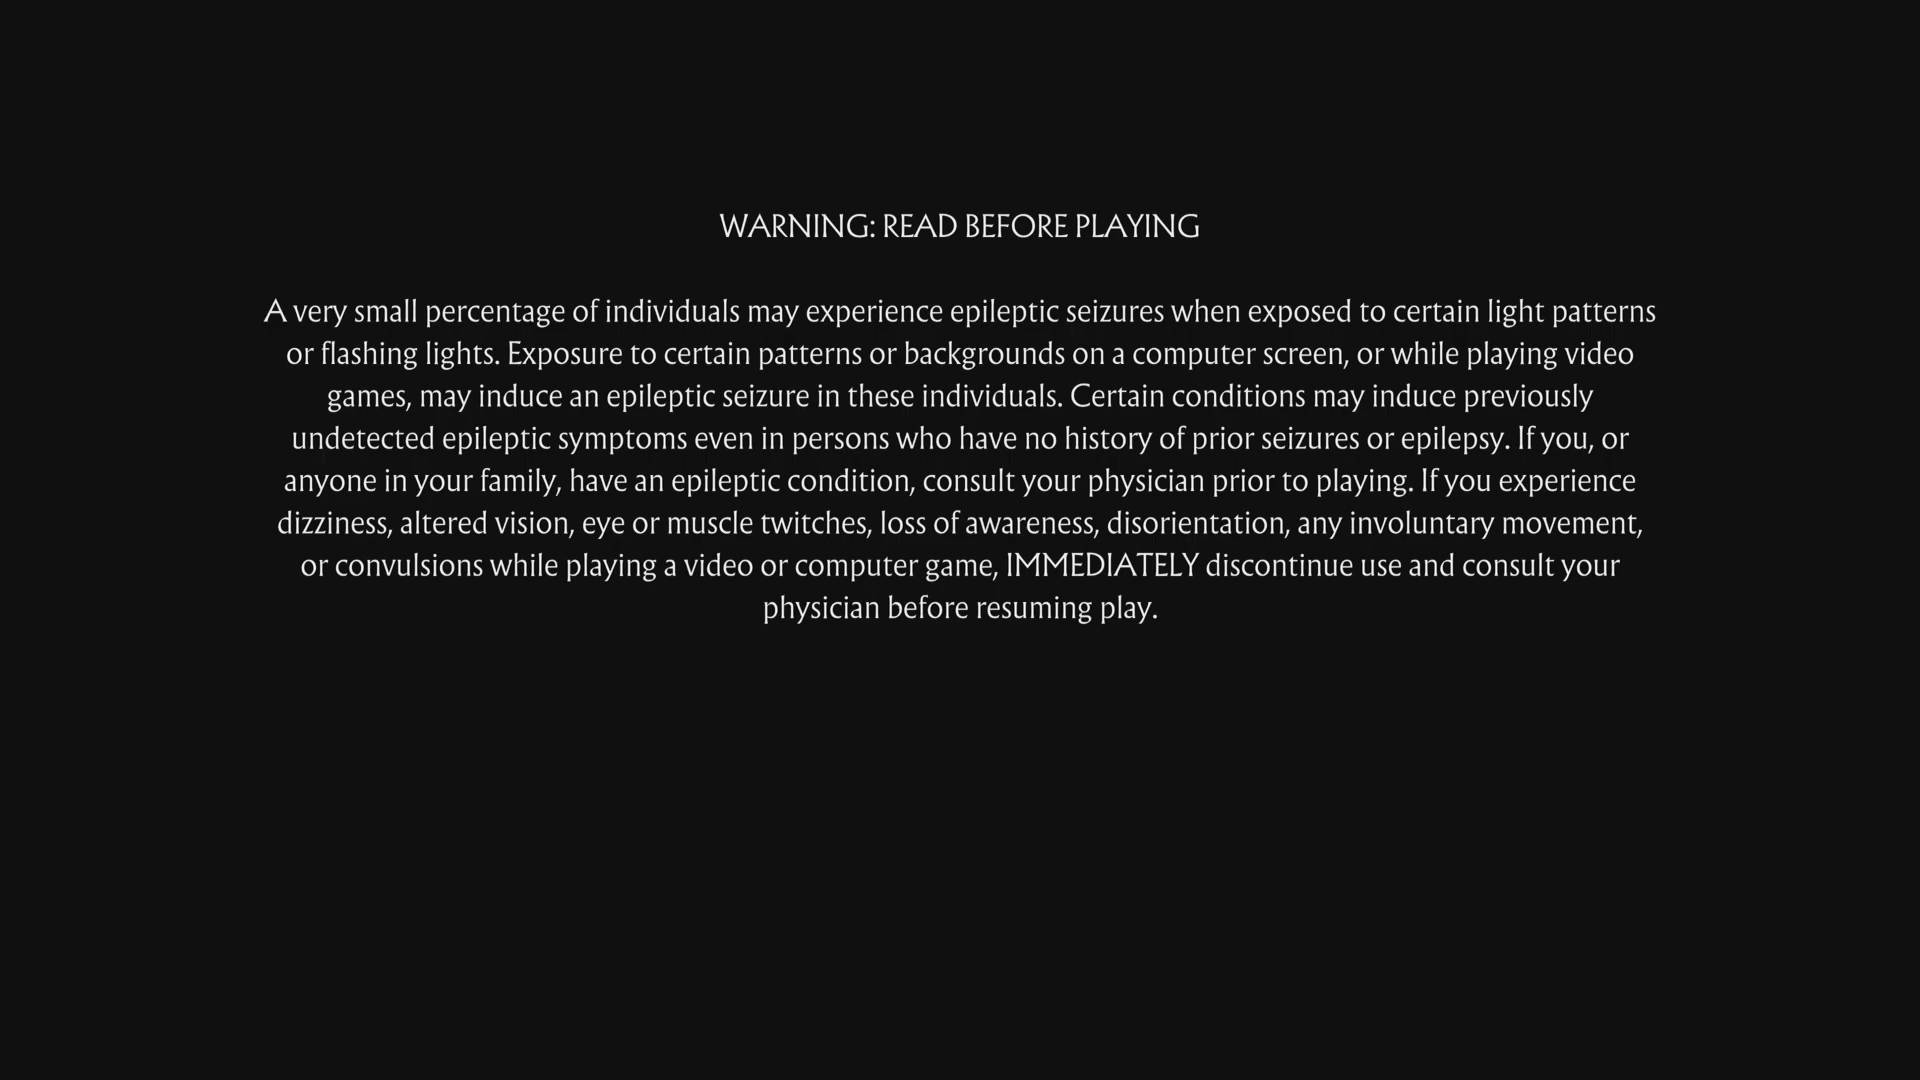 WARNING: READ BEFORE PLAYING
A very small percentage of individuals may experience epileptic seizures when exposed to certain light patterns
or flashing lights. Exposure to certain patterns or backgrounds on a computer screen, or while playing video
games, may induce an epileptic seizure in these individuals. Certain conditions may induce previously
undetected epileptic symptoms even in persons who have no history of prior seizures or epilepsy. If you, or
anyone in your family, have an epileptic condition, consult your physician prior to playing. If you experience
dizziness, altered vision, eye or muscle twitches, loss of awareness, disorientation, any involuntary movement,
or convulsions while playing a video or computer game, IMMEDIATELY discontinue use and consult your
physician before resuming play.